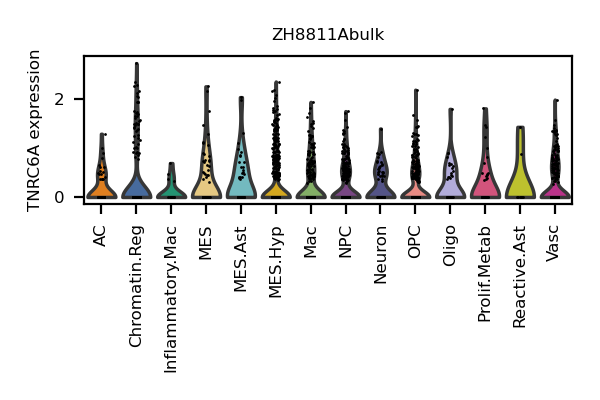 ZH8811Abulk
TNRC6A expression
2
0
AC
Chromatin.Reg
Inflammatory.Mac
MES
MES.Ast
MES.Hyp
Mac
NPC
Neuron
OPC
Oligo
Prolif.Metab
Reactive.Ast
Vasc